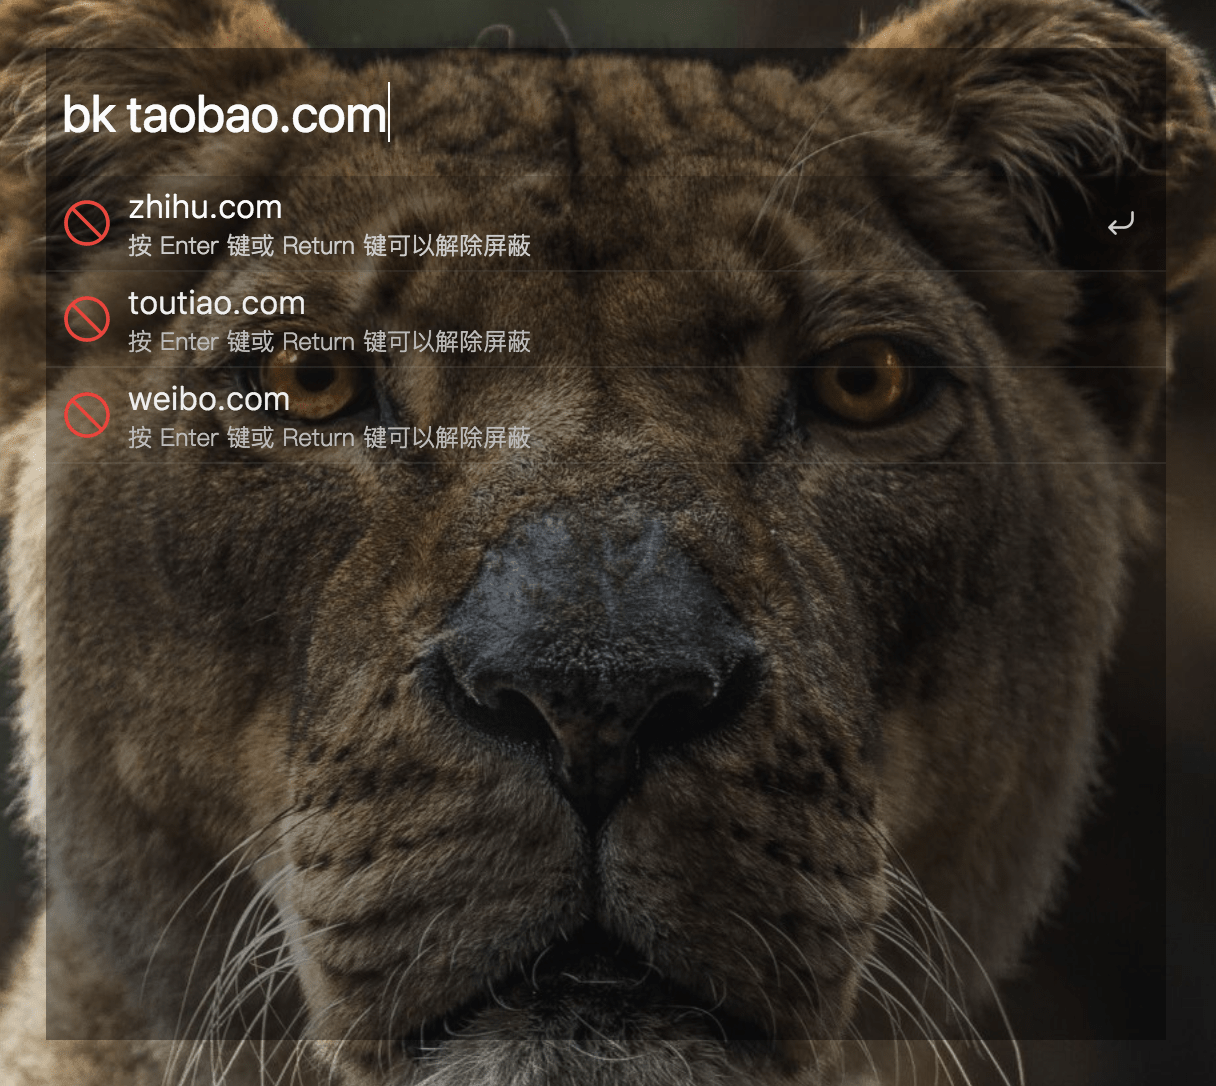 bk taobao.com
zhihu.com
按 Enter 键或 Return 键可以解除屏蔽
toutiao.com
按 Enter 键或 Return 键可以解除屏蔽
weibo.com
按 Enter 键或 Return 键可以解除屏蔽